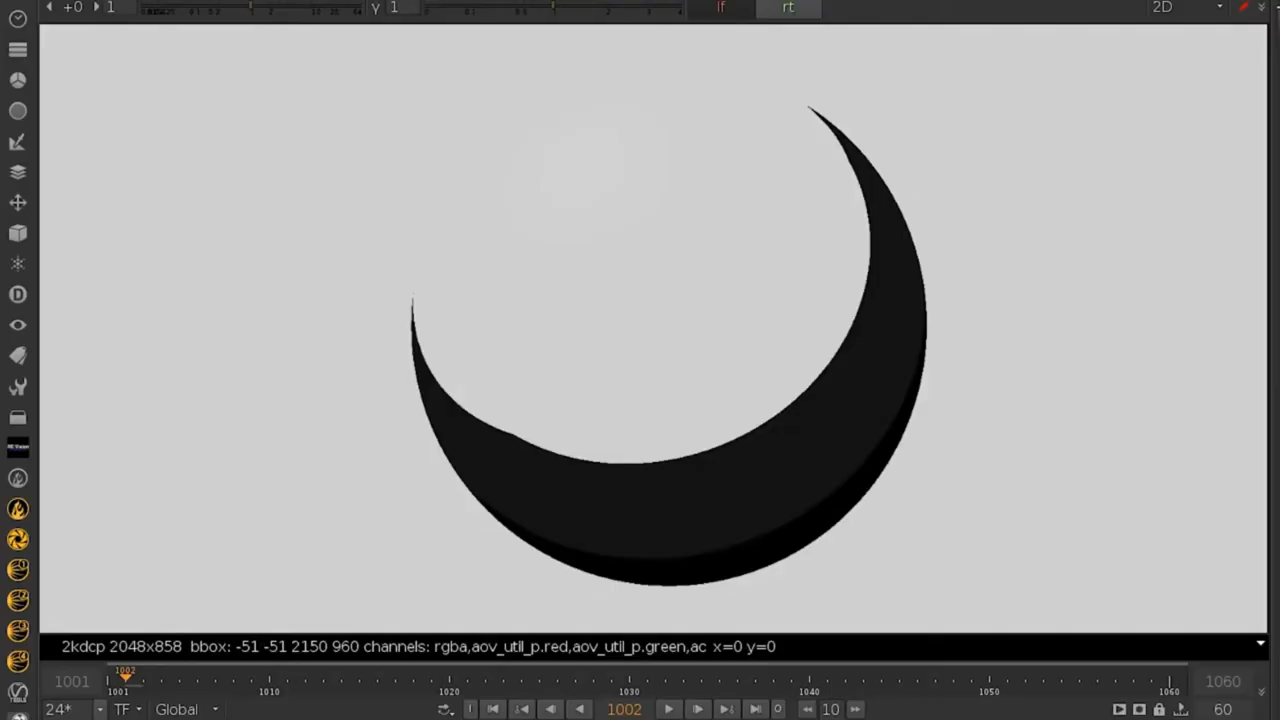 +0 1 γ 1 lf rt 2D
2kdcp 2048x858 bbox: -51 -51 2150 960 channels: rgba,aov_util_p.red,aov_util_p.green,ac x=0 y=0
1002
1001 1001 1010 1020 1030 1040 1050 1060 1060
24* TF Global 1002 10 60